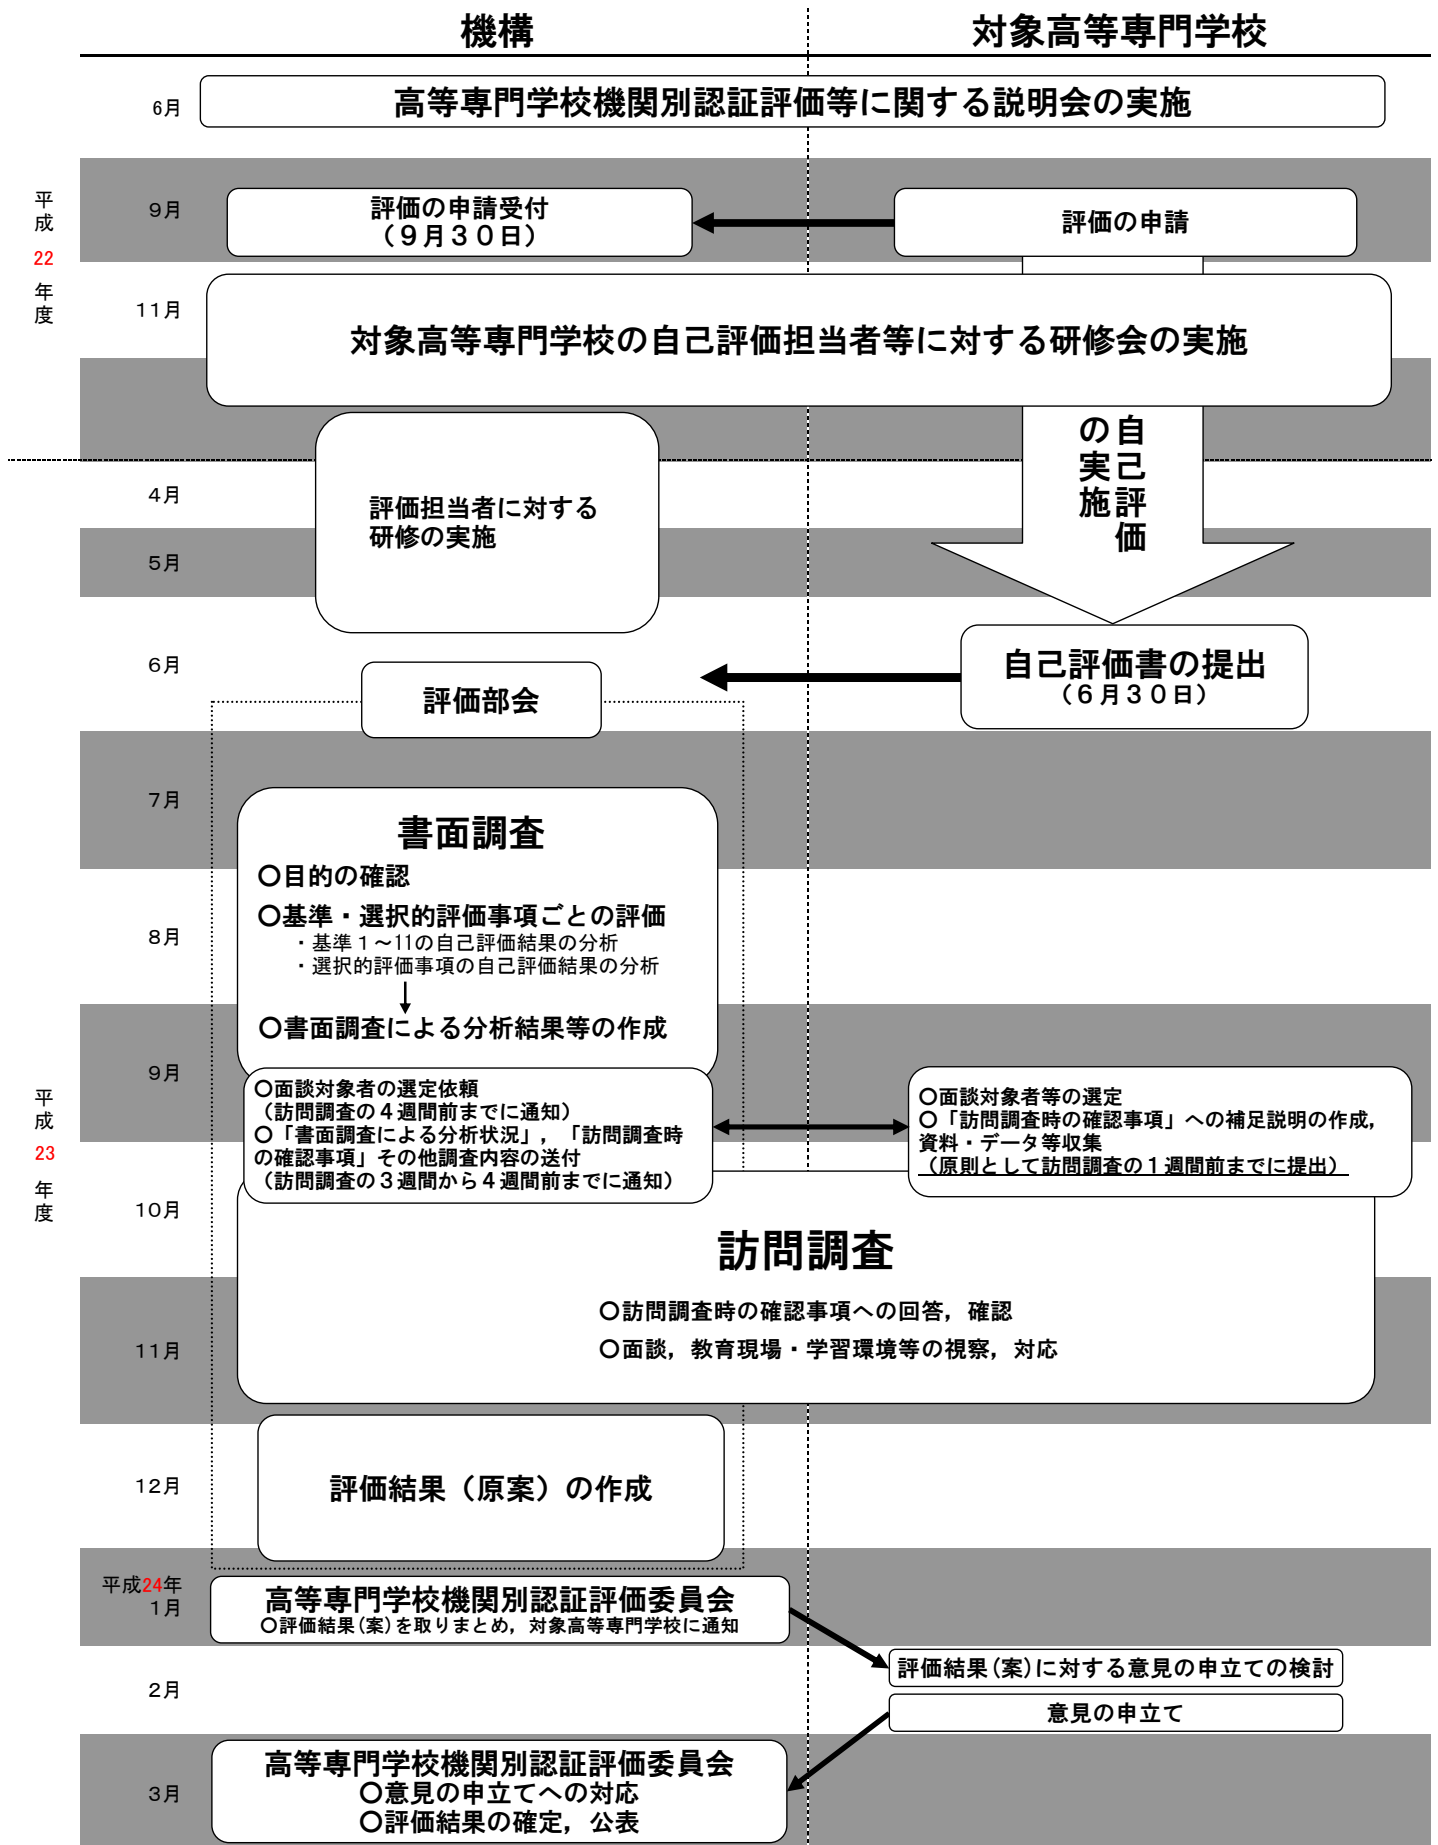 機構
対象高等専門学校
6月
高等専門学校機関別認証評価等に関する説明会の実施
平成
22
年度
9月
評価の申請受付
（９月３０日）
評価の申請
11月
対象高等専門学校の自己評価担当者等に対する研修会の実施
自己評価
の実施
4月
評価担当者に対する
研修の実施
5月
6月
自己評価書の提出
（６月３０日）
評価部会
7月
書面調査
〇目的の確認
〇基準・選択的評価事項ごとの評価
・基準１～11の自己評価結果の分析
・選択的評価事項の自己評価結果の分析
8月
〇書面調査による分析結果等の作成
平成
23
年度
9月
〇面談対象者の選定依頼
（訪問調査の４週間前までに通知）
〇「書面調査による分析状況」，「訪問調査時
の確認事項」その他調査内容の送付
（訪問調査の３週間から４週間前までに通知）
〇面談対象者等の選定
〇「訪問調査時の確認事項」への補足説明の作成，
資料・データ等収集
（原則として訪問調査の１週間前までに提出）
10月
訪問調査
〇訪問調査時の確認事項への回答，確認
11月
〇面談，教育現場・学習環境等の視察，対応
12月
評価結果（原案）の作成
平成24年
1月
高等専門学校機関別認証評価委員会
〇評価結果(案)を取りまとめ，対象高等専門学校に通知
評価結果(案)に対する意見の申立ての検討
2月
意見の申立て
3月
高等専門学校機関別認証評価委員会
〇意見の申立てへの対応
〇評価結果の確定，公表